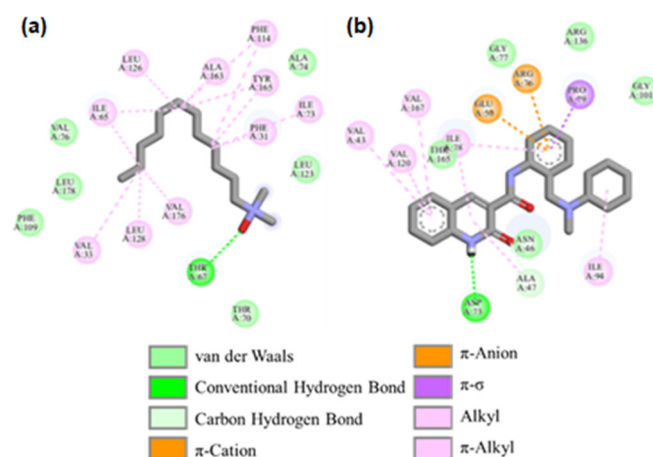 (a)
(b)
PHE
A:114
LEU
A:126
ALA
A:163
TYR
A:165
ALA
A:74
ILE
A:65
ILE
A:73
PHE
A:31
VAL
A:76
LEU
A:123
LEU
A:178
VAL
A:176
PHE
A:109
LEU
A:128
VAL
A:33
THR
A:67
THR
A:70
ARG
A:136
GLY
A:77
ARG
A:76
PRO
A:79
GLY
A:101
VAL
A:167
GLU
A:50
VAL
A:43
ILE
A:78
THR
A:165
VAL
A:120
ASN
A:46
ALA
A:47
ILE
A:94
ASP
A:73
van der Waals
Conventional Hydrogen Bond
Carbon Hydrogen Bond
π-Cation
π-Anion
π-σ
Alkyl
π-Alkyl